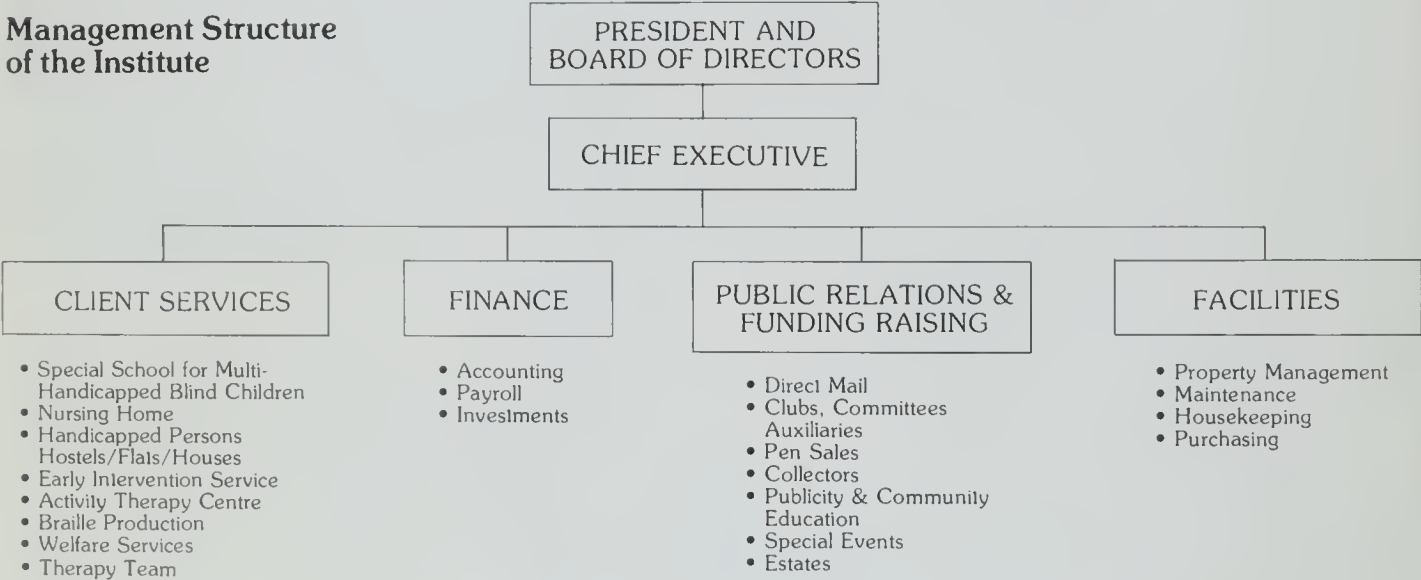 Management Structure
of the Institute
PRESIDENT AND
BOARD OF DIRECTORS
CHIEF EXECUTIVE
CLIENT SERVICES
• Special School for Multi-
Handicapped Blind Children
• Nursing Home
• Handicapped Persons
Hostels/Flats/Houses
• Early Intervention Service
• Activity Therapy Centre
• Braille Production
• Welfare Services
• Therapy Team
FINANCE
• Accounting
• Payroll
• Investments
PUBLIC RELATIONS &
FUNDING RAISING
• Direct Mail
• Clubs, Committees
Auxiliaries
• Pen Sales
• Collectors
• Publicity & Community
Education
• Special Events
• Estates
FACILITIES
• Property Management
• Maintenance
• Housekeeping
• Purchasing